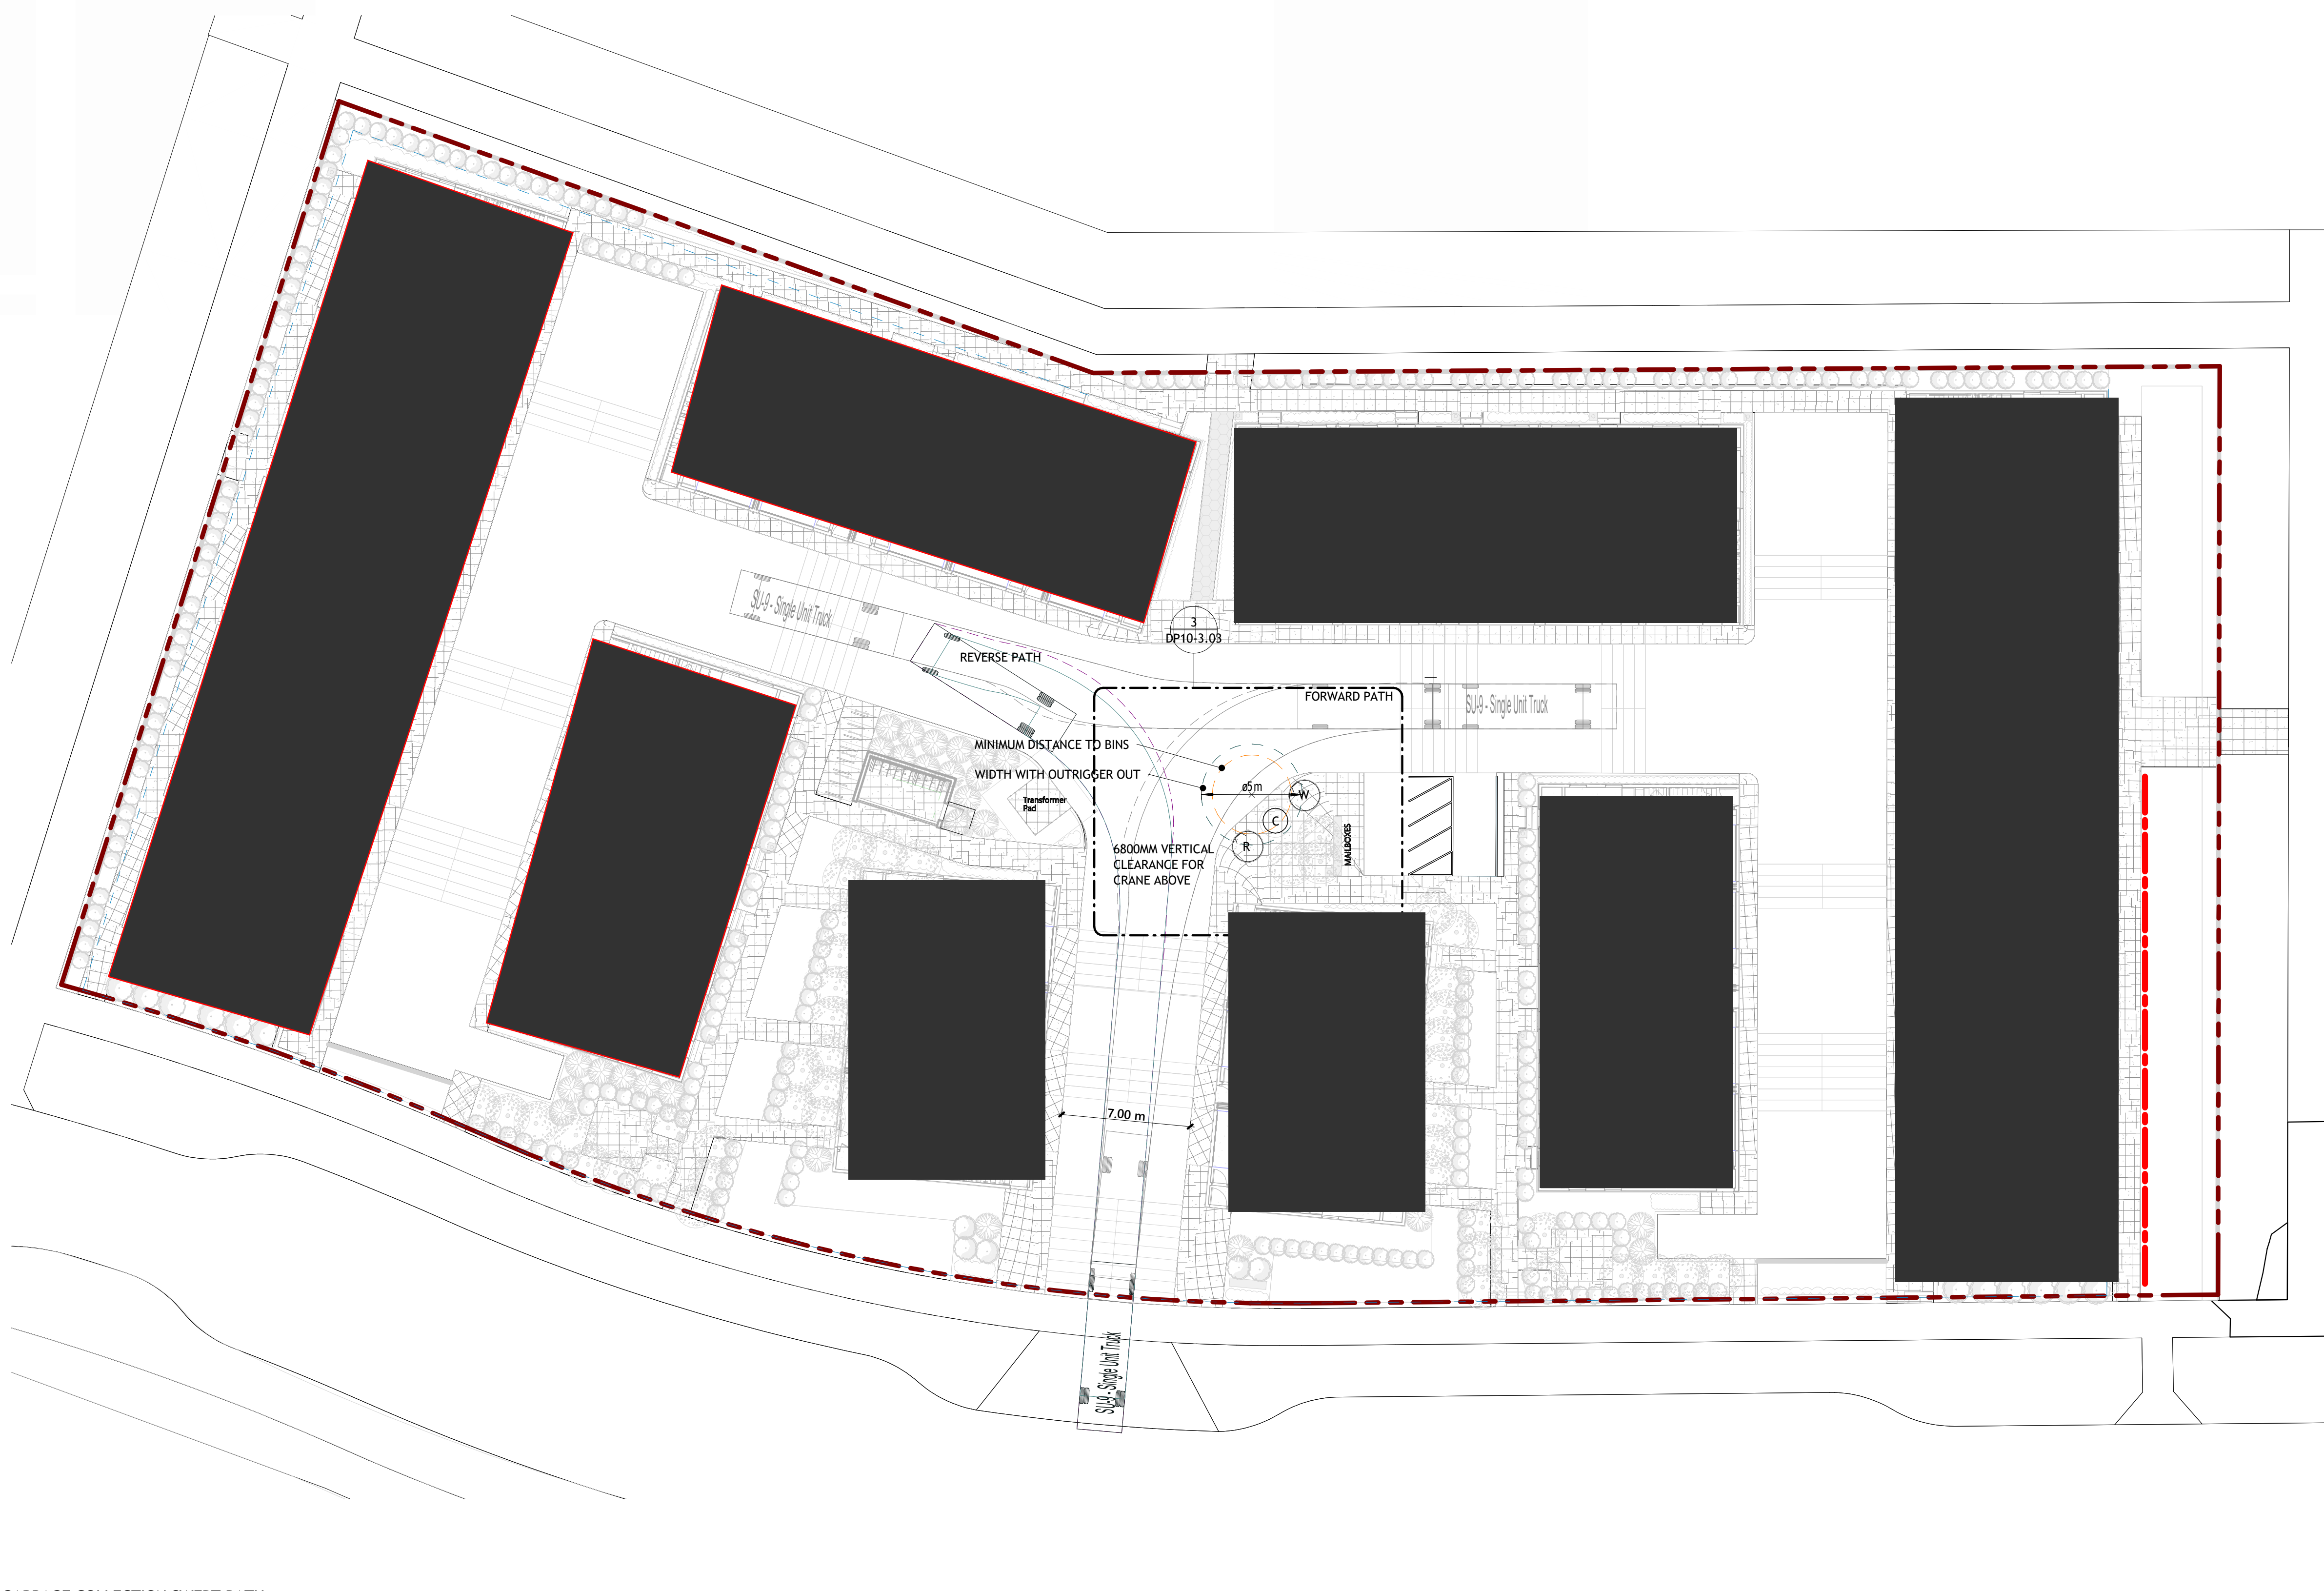 SU-9 - Single Unit Truck
3
DP10-3.03
REVERSE PATH
FORWARD PATH
SU-9 - Single Unit Truck
MINIMUM DISTANCE TO BINS
WIDTH WITH OUTRIGGER OUT
ø5m
W
C
R
Transformer
Pad
MAILBOXES
6800MM VERTICAL
CLEARANCE FOR
CRANE ABOVE
7.00 m
SU-9 - Single Unit Truck